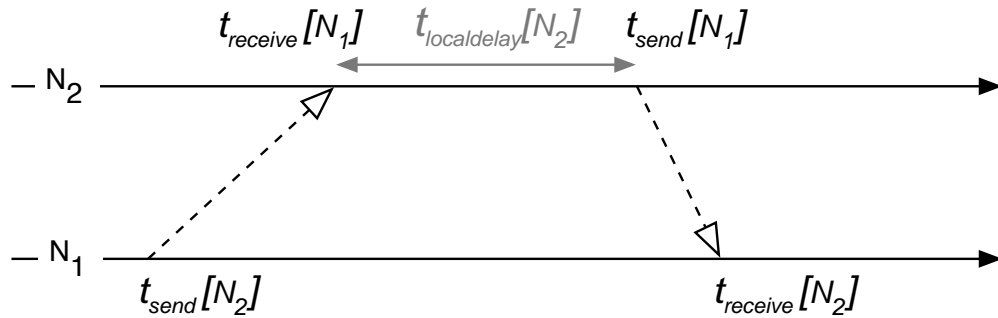 t_receive[N_1] t_localdelay[N_2] t_send[N_1]
N_2
N_1
t_send[N_2] t_receive[N_2]